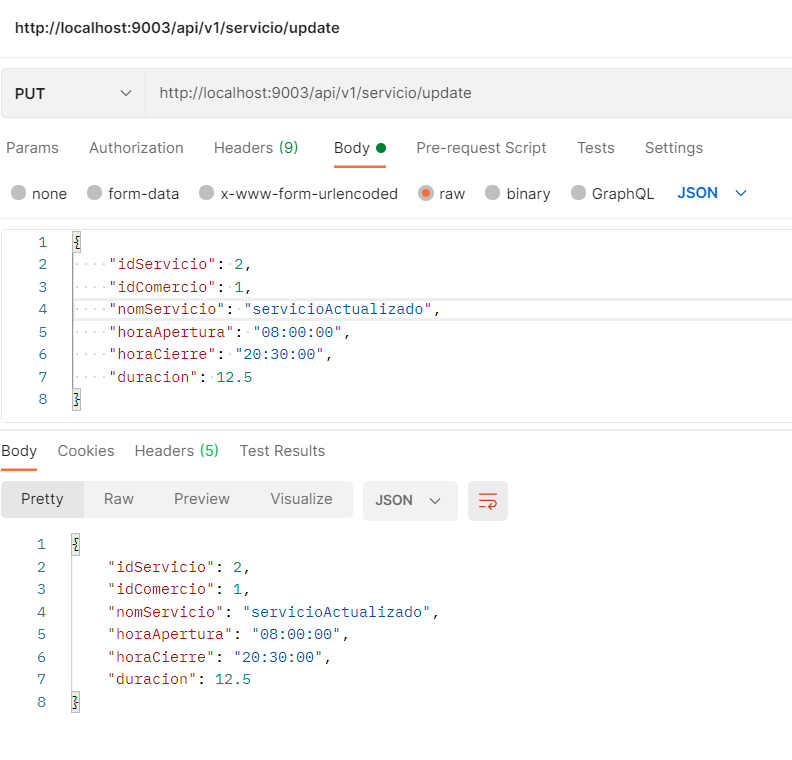 http://localhost:9003/api/v1/servicio/update
PUT http://localhost:9003/api/v1/servicio/update
Params Authorization Headers (9) Body Pre-request Script Tests Settings
none form-data x-www-form-urlencoded raw binary GraphQL JSON
1 {
2 "idServicio": 2,
3 "idComercio": 1,
4 "nomServicio": "servicioActualizado",
5 "horaApertura": "08:00:00",
6 "horaCierre": "20:30:00",
7 "duracion": 12.5
8 }
Body Cookies Headers (5) Test Results
Pretty Raw Preview Visualize JSON
1 {
2 "idServicio": 2,
3 "idComercio": 1,
4 "nomServicio": "servicioActualizado",
5 "horaApertura": "08:00:00",
6 "horaCierre": "20:30:00",
7 "duracion": 12.5
8 }